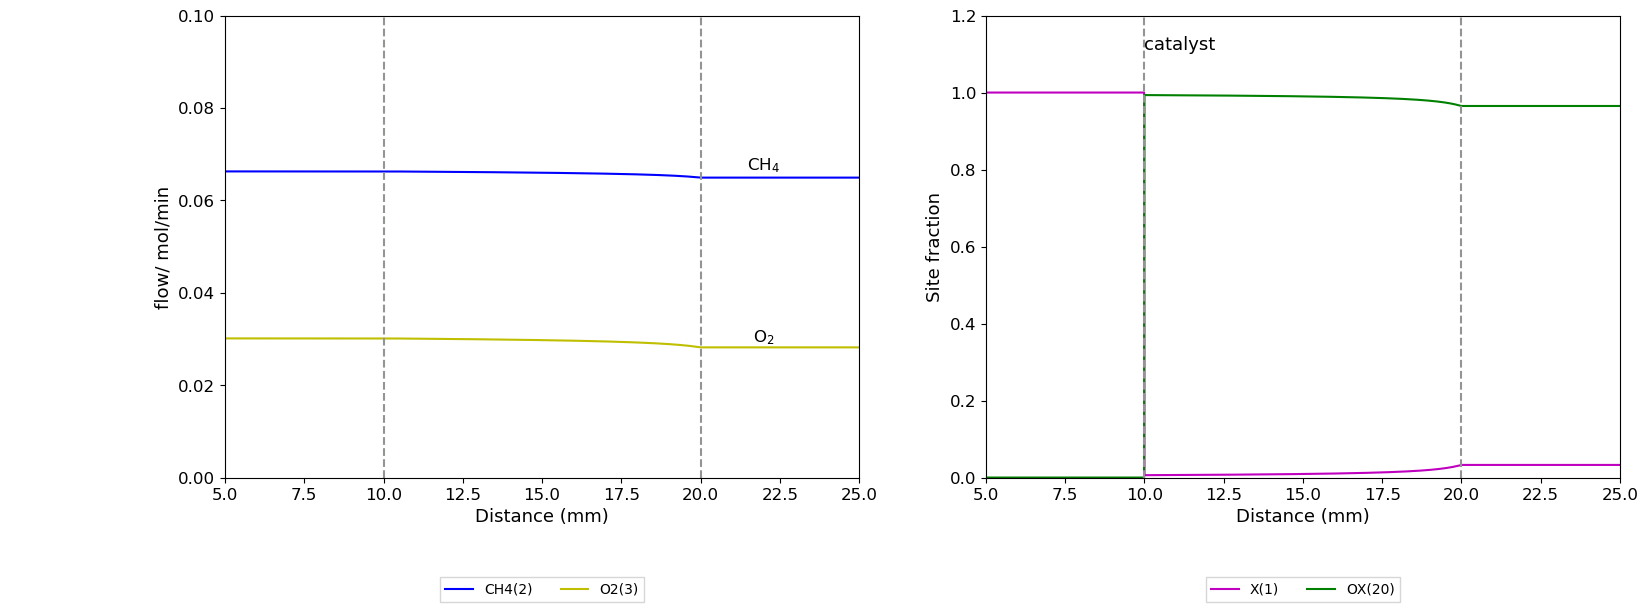 0.10
0.08
0.06
0.04
0.02
0.00
flow/ mol/min
CH₄
O₂
5.0 7.5 10.0 12.5 15.0 17.5 20.0 22.5 25.0
Distance (mm)
CH4(2) O2(3)
1.2
1.0
0.8
0.6
0.4
0.2
0.0
Site fraction
catalyst
5.0 7.5 10.0 12.5 15.0 17.5 20.0 22.5 25.0
Distance (mm)
X(1) OX(20)